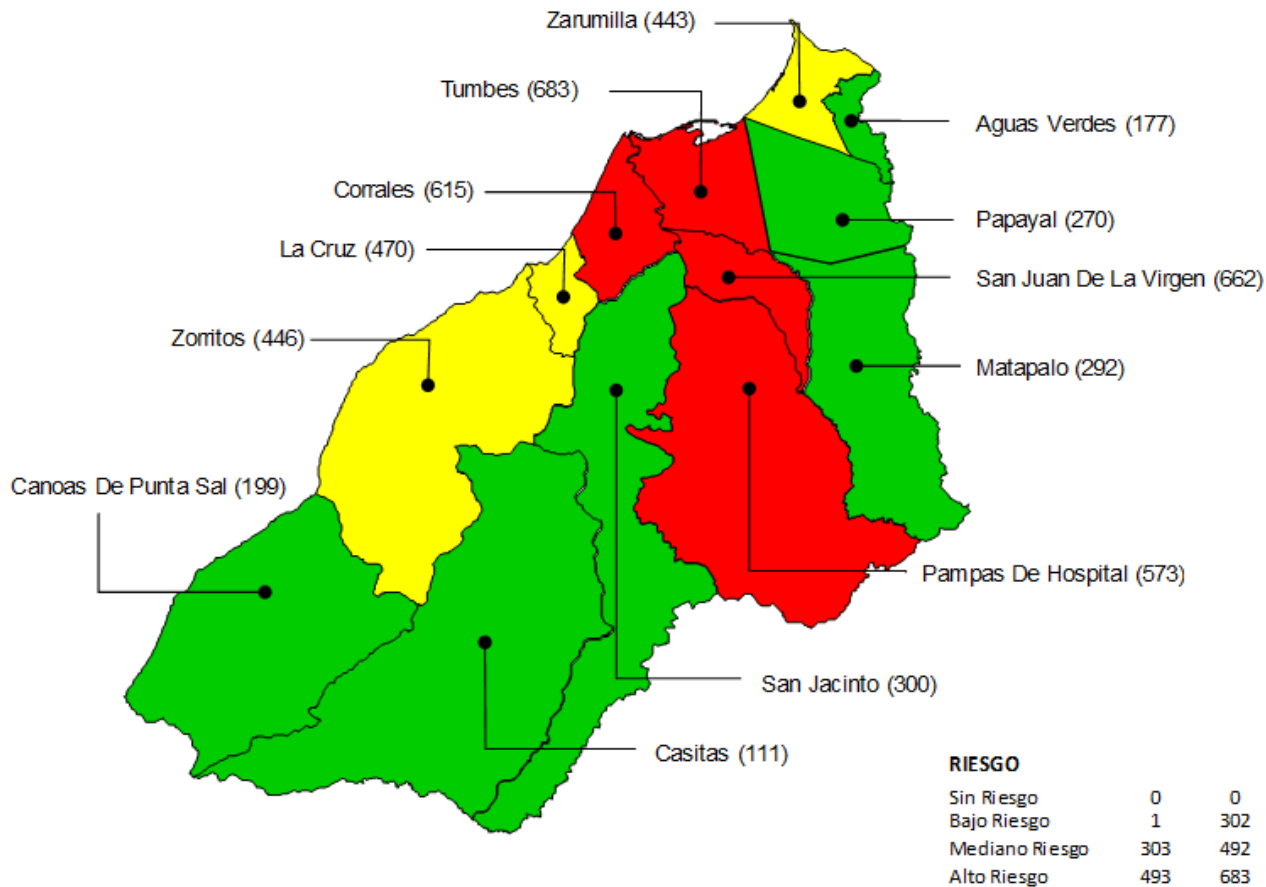 Zarumilla (443)
Tumbes (683)
Aguas Verdes (177)
Corrales (615)
Papayal (270)
La Cruz (470)
San Juan De La Virgen (662)
Zorritos (446)
Matapalo (292)
Canoas De Punta Sal (199)
Pampas De Hospital (573)
San Jacinto (300)
Casitas (111)
RIESGO
Sin Riesgo 0 0
Bajo Riesgo 1 302
Mediano Riesgo 303 492
Alto Riesgo 493 683